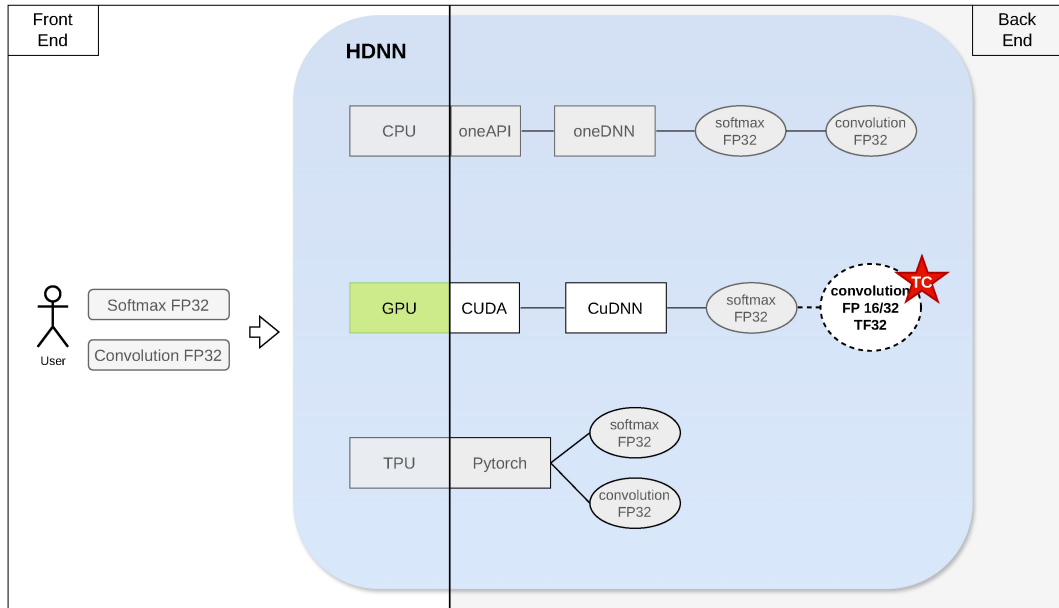 Front
End
Back
End
HDNN
CPU
oneAPI
oneDNN
softmax
FP32
convolution
FP32
GPU
CUDA
CuDNN
softmax
FP32
convolution
FP 16/32
TF32
TC
Softmax FP32
Convolution FP32
User
TPU
Pytorch
softmax
FP32
convolution
FP32